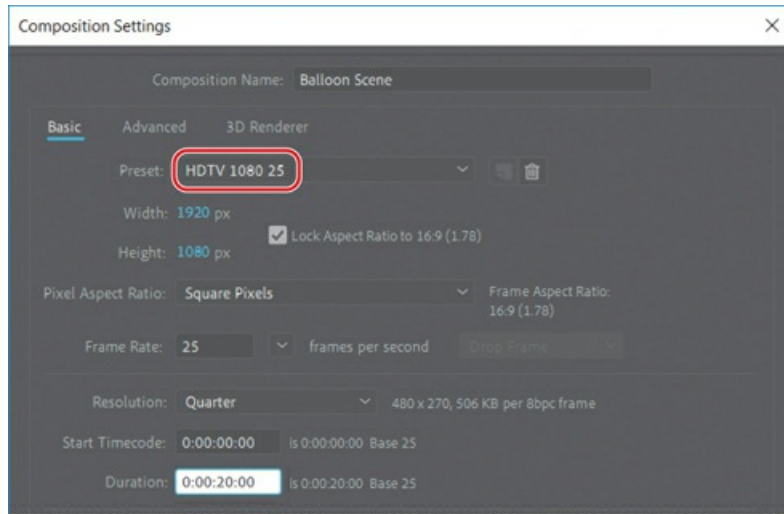 Composition Settings
Composition Name: Balloon Scene
Basic Advanced 3D Renderer
Preset: HDTV 1080 25
Width: 1920 px
Lock Aspect Ratio to 16:9 (1.78)
Height: 1080 px
Pixel Aspect Ratio: Square Pixels
Frame Aspect Ratio:
16:9 (1.78)
Frame Rate: 25 frames per second Drop Frame
Resolution: Quarter 480 x 270, 506 KB per 8bpc frame
Start Timecode: 0:00:00:00 is 0:00:00:00 Base 25
Duration: 0:00:20:00 is 0:00:20:00 Base 25